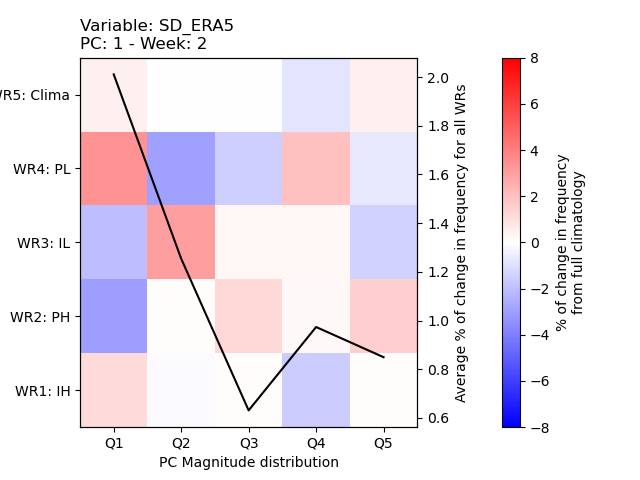 Variable: SD_ERA5
PC: 1 - Week: 2
WR5: Clima
WR4: PL
WR3: IL
WR2: PH
WR1: IH
Q1 Q2 Q3 Q4 Q5
PC Magnitude distribution
2.0
1.8
1.6
1.4
1.2
1.0
0.8
0.6
Average % of change in frequency for all WRs
8
6
4
2
0
−2
−4
−6
−8
% of change in frequency
from full climatology